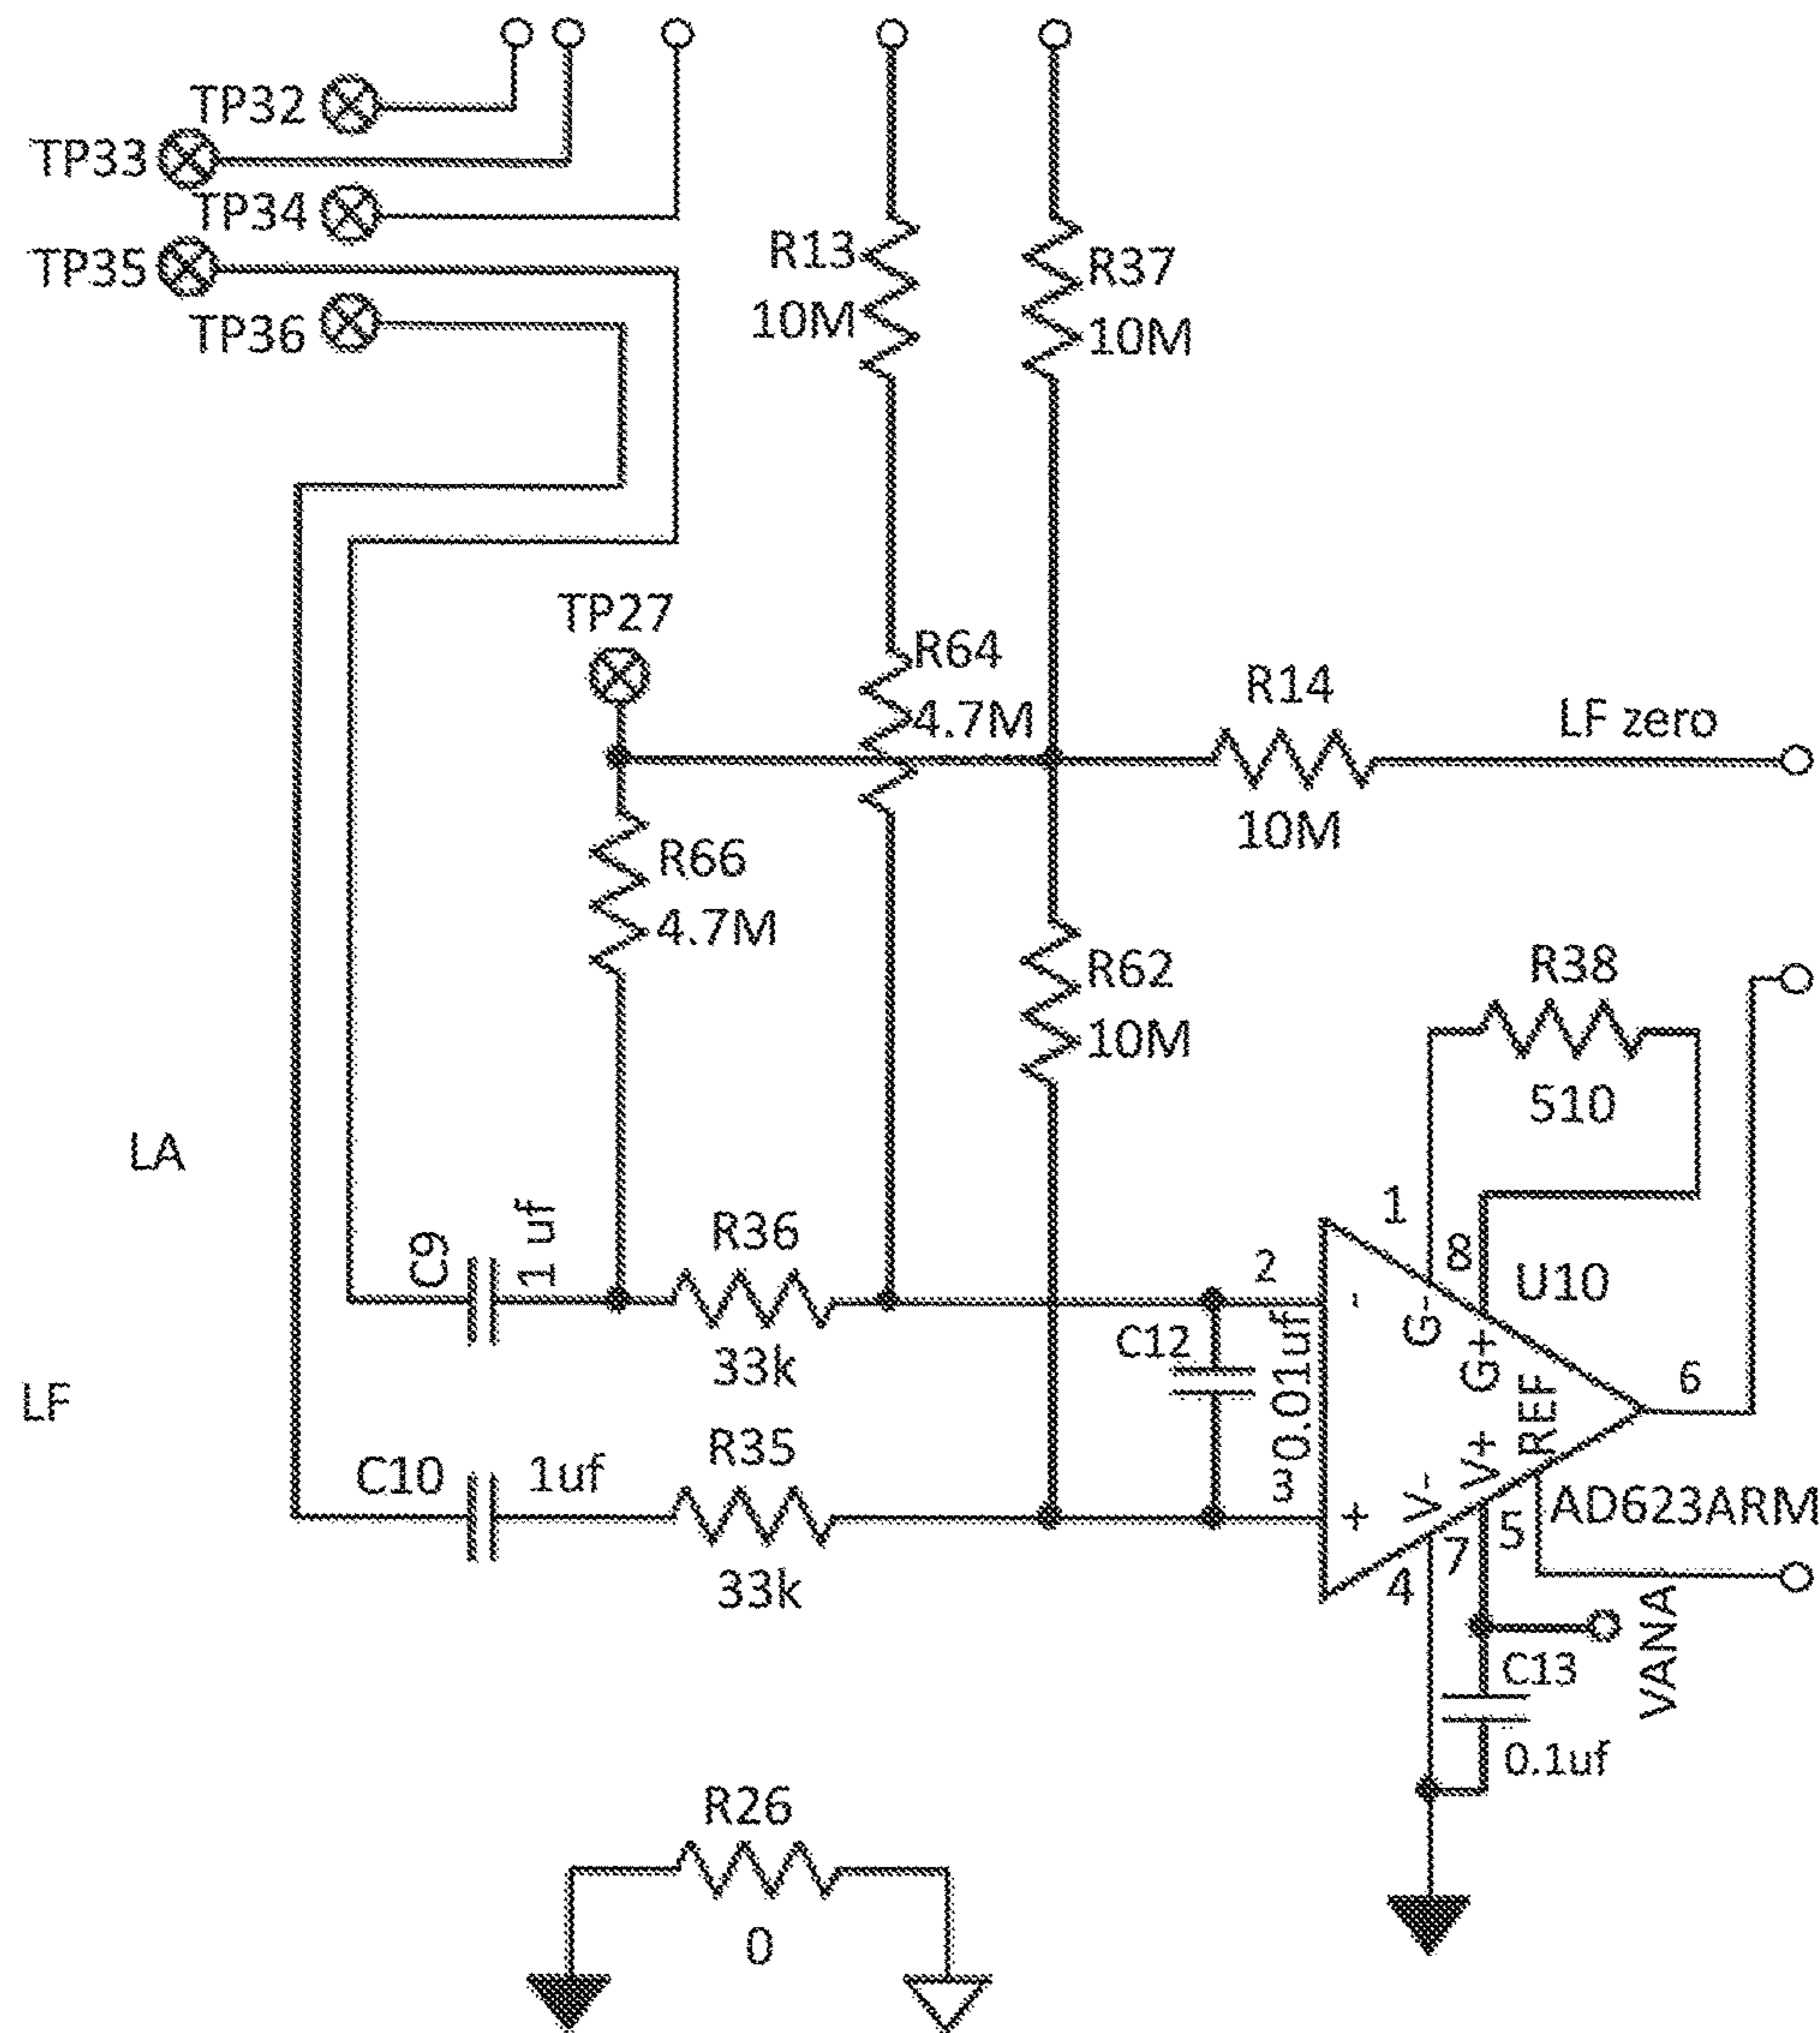 TP32
TP33
TP34
TP35
TP36
R13
10M
R37
10M
TP27
R64
4.7M
R14
10M
LF zero
R66
4.7M
R62
10M
R38
510
LA
LF
C9
1 uf
R36
33k
C10
1uf
R35
33k
C12
0.01uf
1
8
2
3
-
+
G-
G+
U10
REF
V+
V-
6
4
7
5
AD623ARM
VANA
C13
0.1uf
R26
0